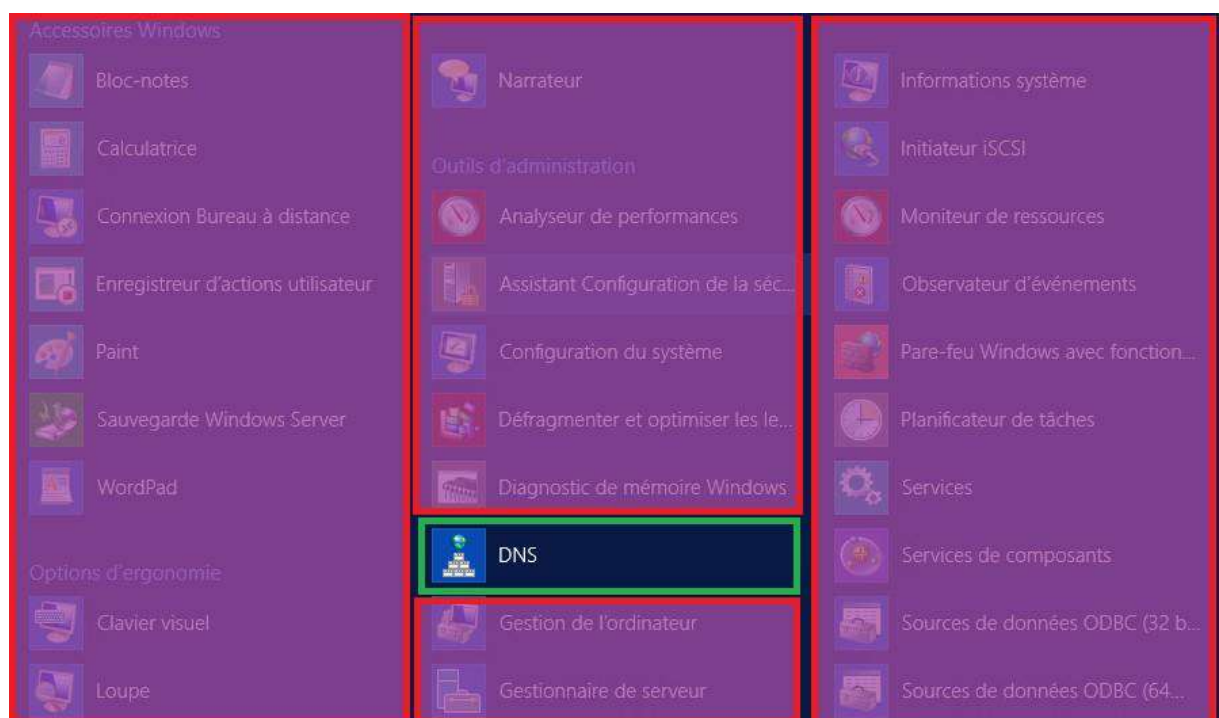 Accessoires Windows
Bloc-notes
Calculatrice
Connexion Bureau à distance
Enregistreur d'actions utilisateur
Paint
Sauvegarde Windows Server
WordPad
Options d'ergonomie
Clavier visuel
Loupe
Narrateur
Outils d'administration
Analyseur de performances
Assistant Configuration de la séc...
Configuration du système
Défragmenter et optimiser les le...
Diagnostic de mémoire Windows
DNS
Gestion de l'ordinateur
Gestionnaire de serveur
Informations système
Initiateur iSCSI
Moniteur de ressources
Observateur d'événements
Pare-feu Windows avec fonction...
Planificateur de tâches
Services
Services de composants
Sources de données ODBC (32 b...
Sources de données ODBC (64...